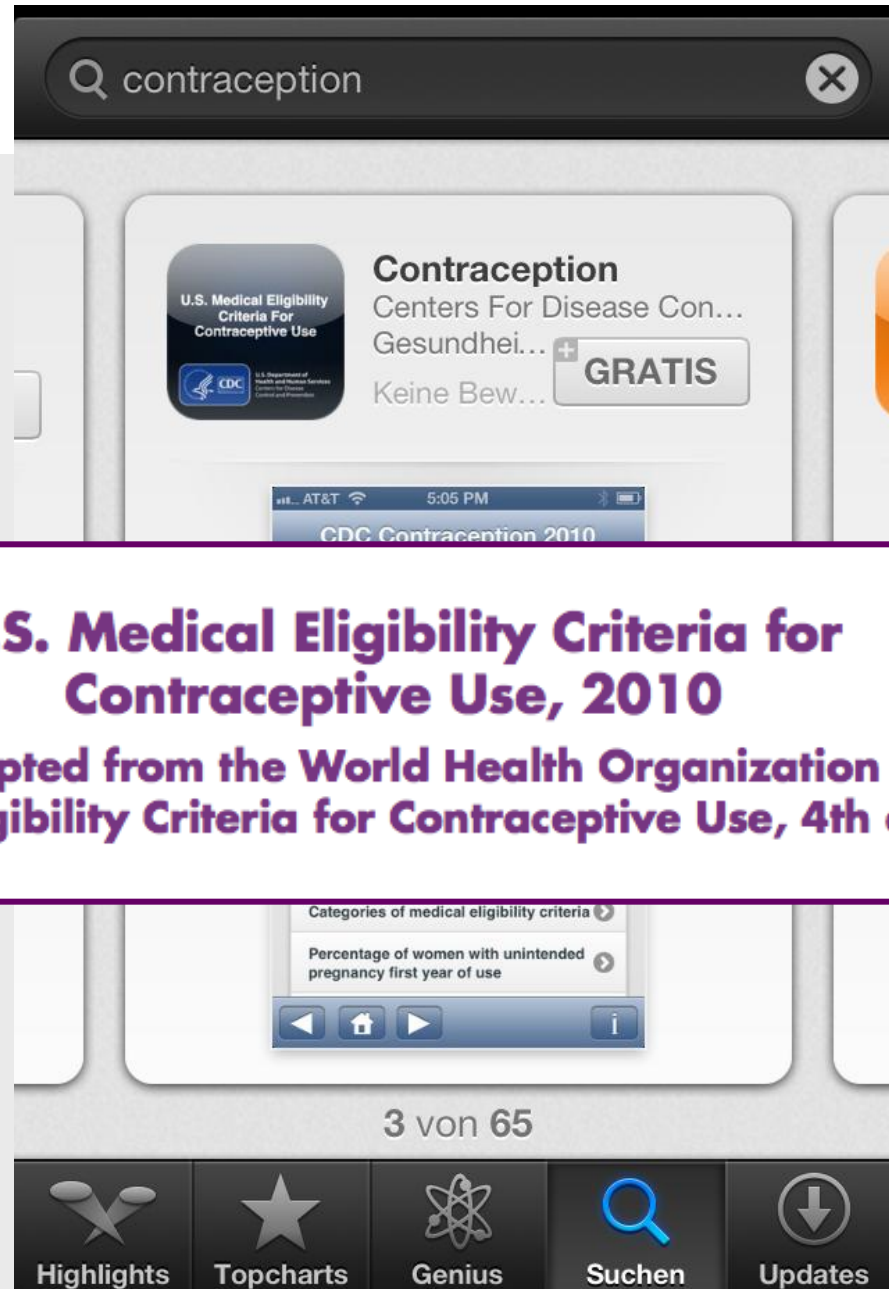 contraception
U.S. Medical Eligibility
Criteria For
Contraceptive Use
CDC
U.S. Department of
Health and Human Services
Centers for Disease
Control and Prevention
Contraception
Centers For Disease Con...
Gesundhei...
GRATIS
Keine Bew...
AT&T 5:05 PM
CDC Contraception 2010
S. Medical Eligibility Criteria for
Contraceptive Use, 2010
pted from the World Health Organization
gibility Criteria for Contraceptive Use, 4th
Categories of medical eligibility criteria
Percentage of women with unintended
pregnancy first year of use
i
3 von 65
Highlights Topcharts Genius Suchen Updates